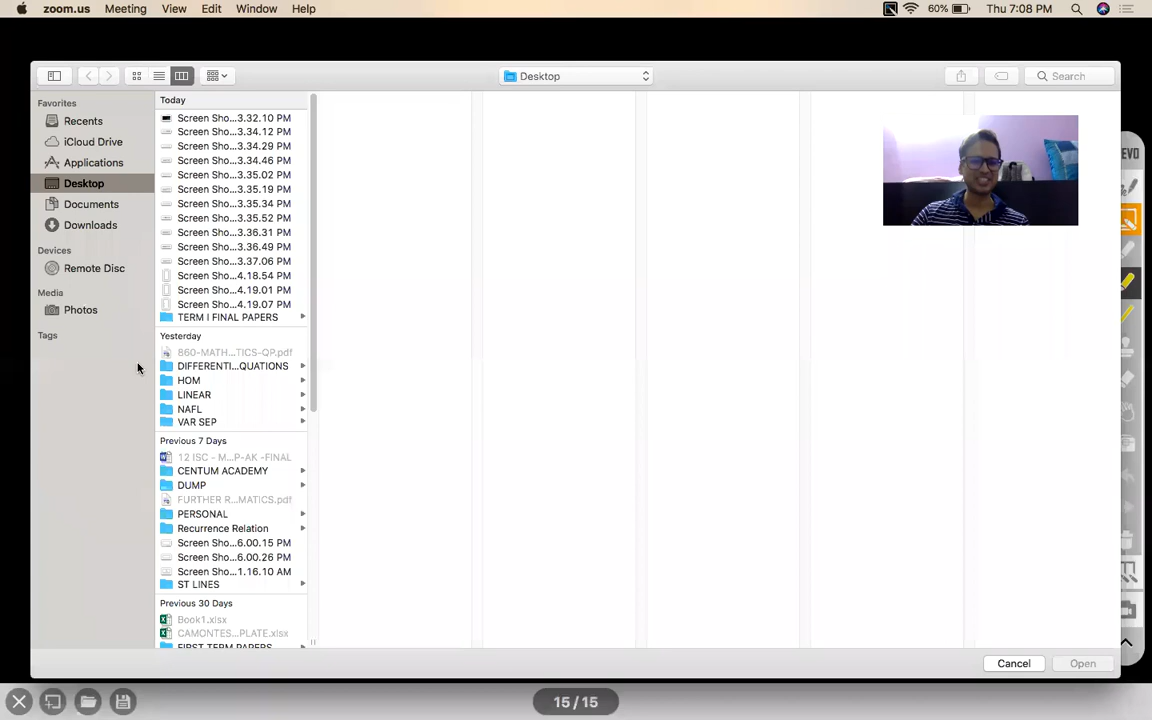 zoom.us Meeting View Edit Window Help 60% Thu 7:08 PM
Desktop
Search
Favorites
Recents
iCloud Drive
Applications
Desktop
Documents
Downloads
Devices
Remote Disc
Media
Photos
Tags
Today
Screen Sho...3.32.10 PM
Screen Sho...3.34.12 PM
Screen Sho...3.34.29 PM
Screen Sho...3.34.46 PM
Screen Sho...3.35.02 PM
Screen Sho...3.35.19 PM
Screen Sho...3.35.34 PM
Screen Sho...3.35.52 PM
Screen Sho...3.36.31 PM
Screen Sho...3.36.49 PM
Screen Sho...3.37.06 PM
Screen Sho...4.18.54 PM
Screen Sho...4.19.01 PM
Screen Sho...4.19.07 PM
TERM I FINAL PAPERS
Yesterday
860-MATH...TICS-QP.pdf
DIFFERENTI...QUATIONS
HOM
LINEAR
NAFL
VAR SEP
Previous 7 Days
12 ISC - M...P-AK -FINAL
CENTUM ACADEMY
DUMP
FURTHER R...MATICS.pdf
PERSONAL
Recurrence Relation
Screen Sho...6.00.15 PM
Screen Sho...6.00.26 PM
Screen Sho...1.16.10 AM
ST LINES
Previous 30 Days
Book1.xlsx
CAMONTES...PLATE.xlsx
FIRST TERM PAPERS
EVO
Cancel
Open
15 / 15